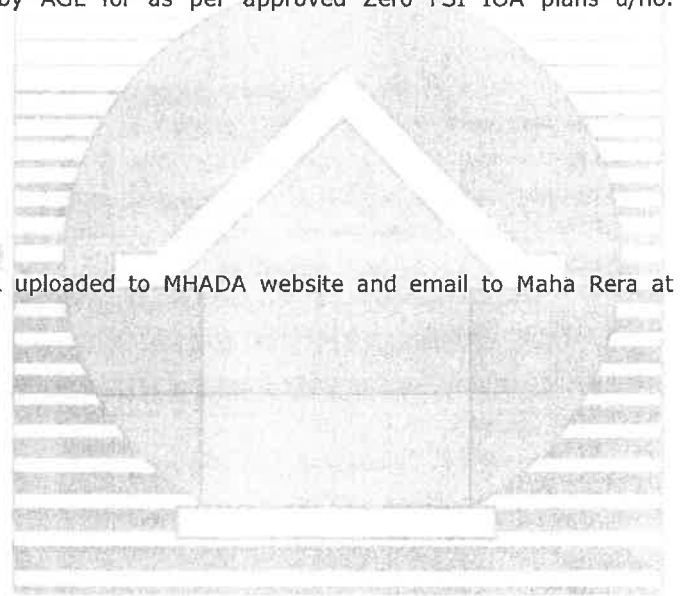 by AGL for as per approved Zero FSI IOA plans u/no.
uploaded to MHADA website and email to Maha Rera at